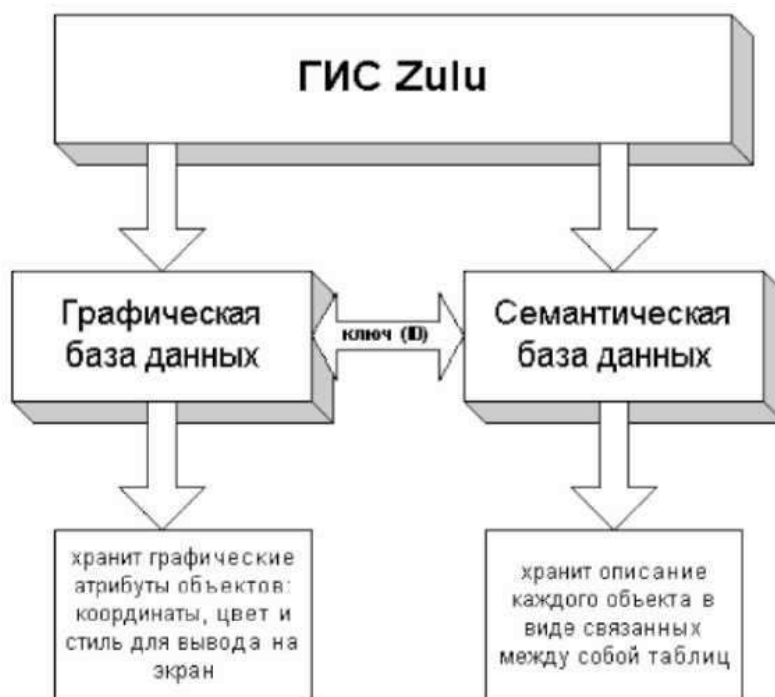 ГИС Zulu
Графическая
база данных
ключ (ID)
Семантическая
база данных
хранит графические
атрибуты объектов:
координаты, цвет и
стиль для вывода на
экран
хранит описание
каждого объекта в
виде связанных
между собой таблиц